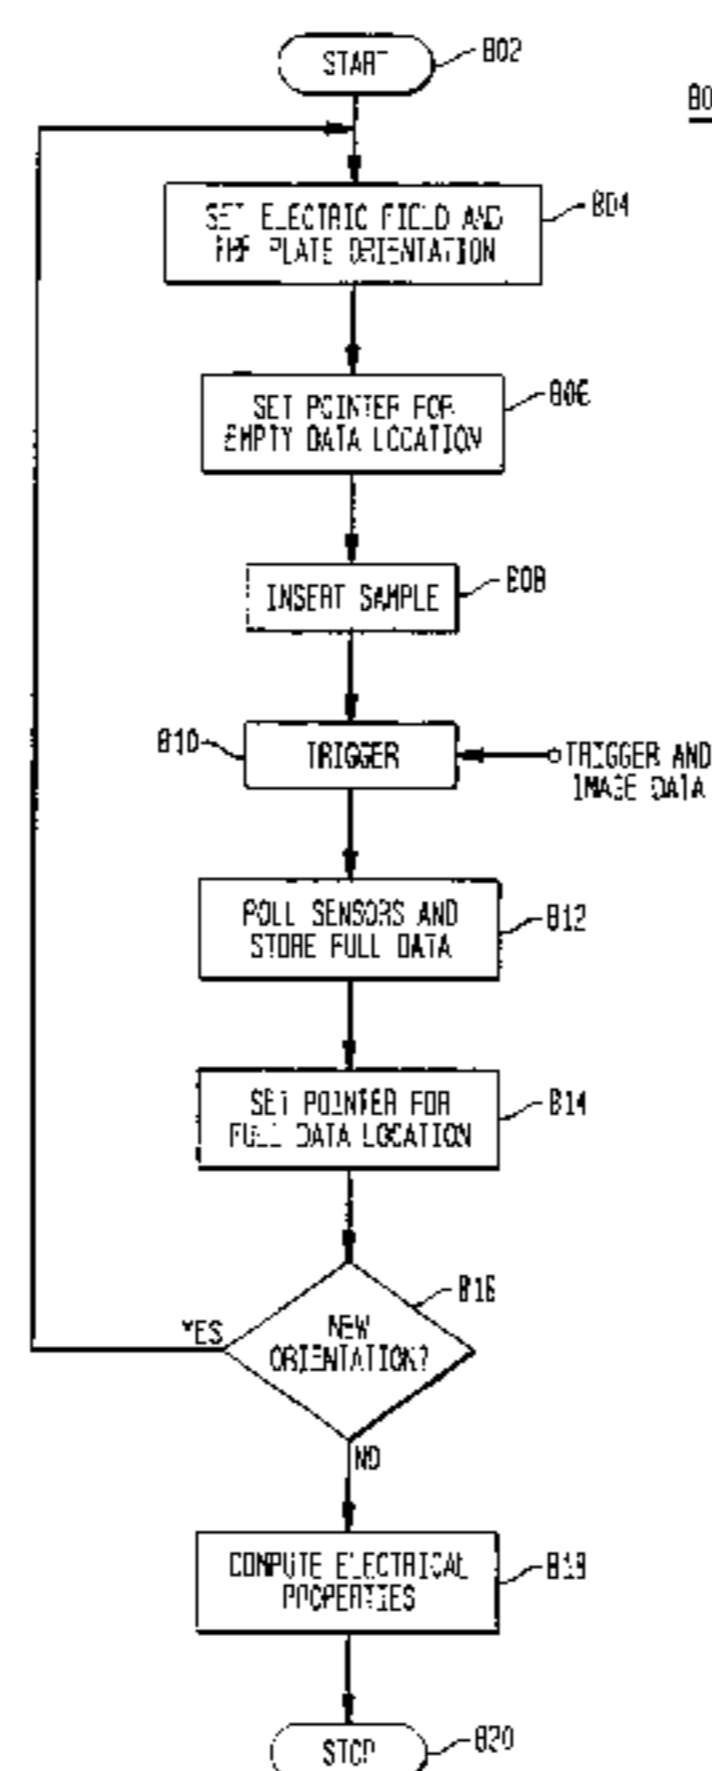 START
802
80
SET ELECTRIC FIELD AND
PLATE ORIENTATION
804
SET POINTER FOR
EMPTY DATA LOCATION
806
INSERT SAMPLE
808
810
TRIGGER
TRIGGER AND
IMAGE DATA
POLL SENSORS AND
STORE FULL DATA
812
SET POINTER FOR
FULL DATA LOCATION
814
816
NEW
ORIENTATION?
YES
NO
COMPUTE ELECTRICAL
PROPERTIES
818
STOP
820